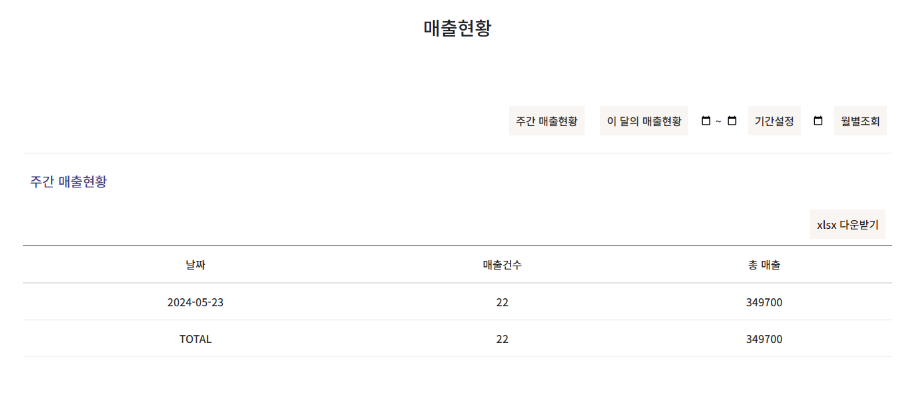 매출현황
주간 매출현황 이 달의 매출현황 ~ 기간설정 월별조회
주간 매출현황
xlsx 다운받기
날짜 매출건수 총 매출
2024-05-23 22 349700
TOTAL 22 349700